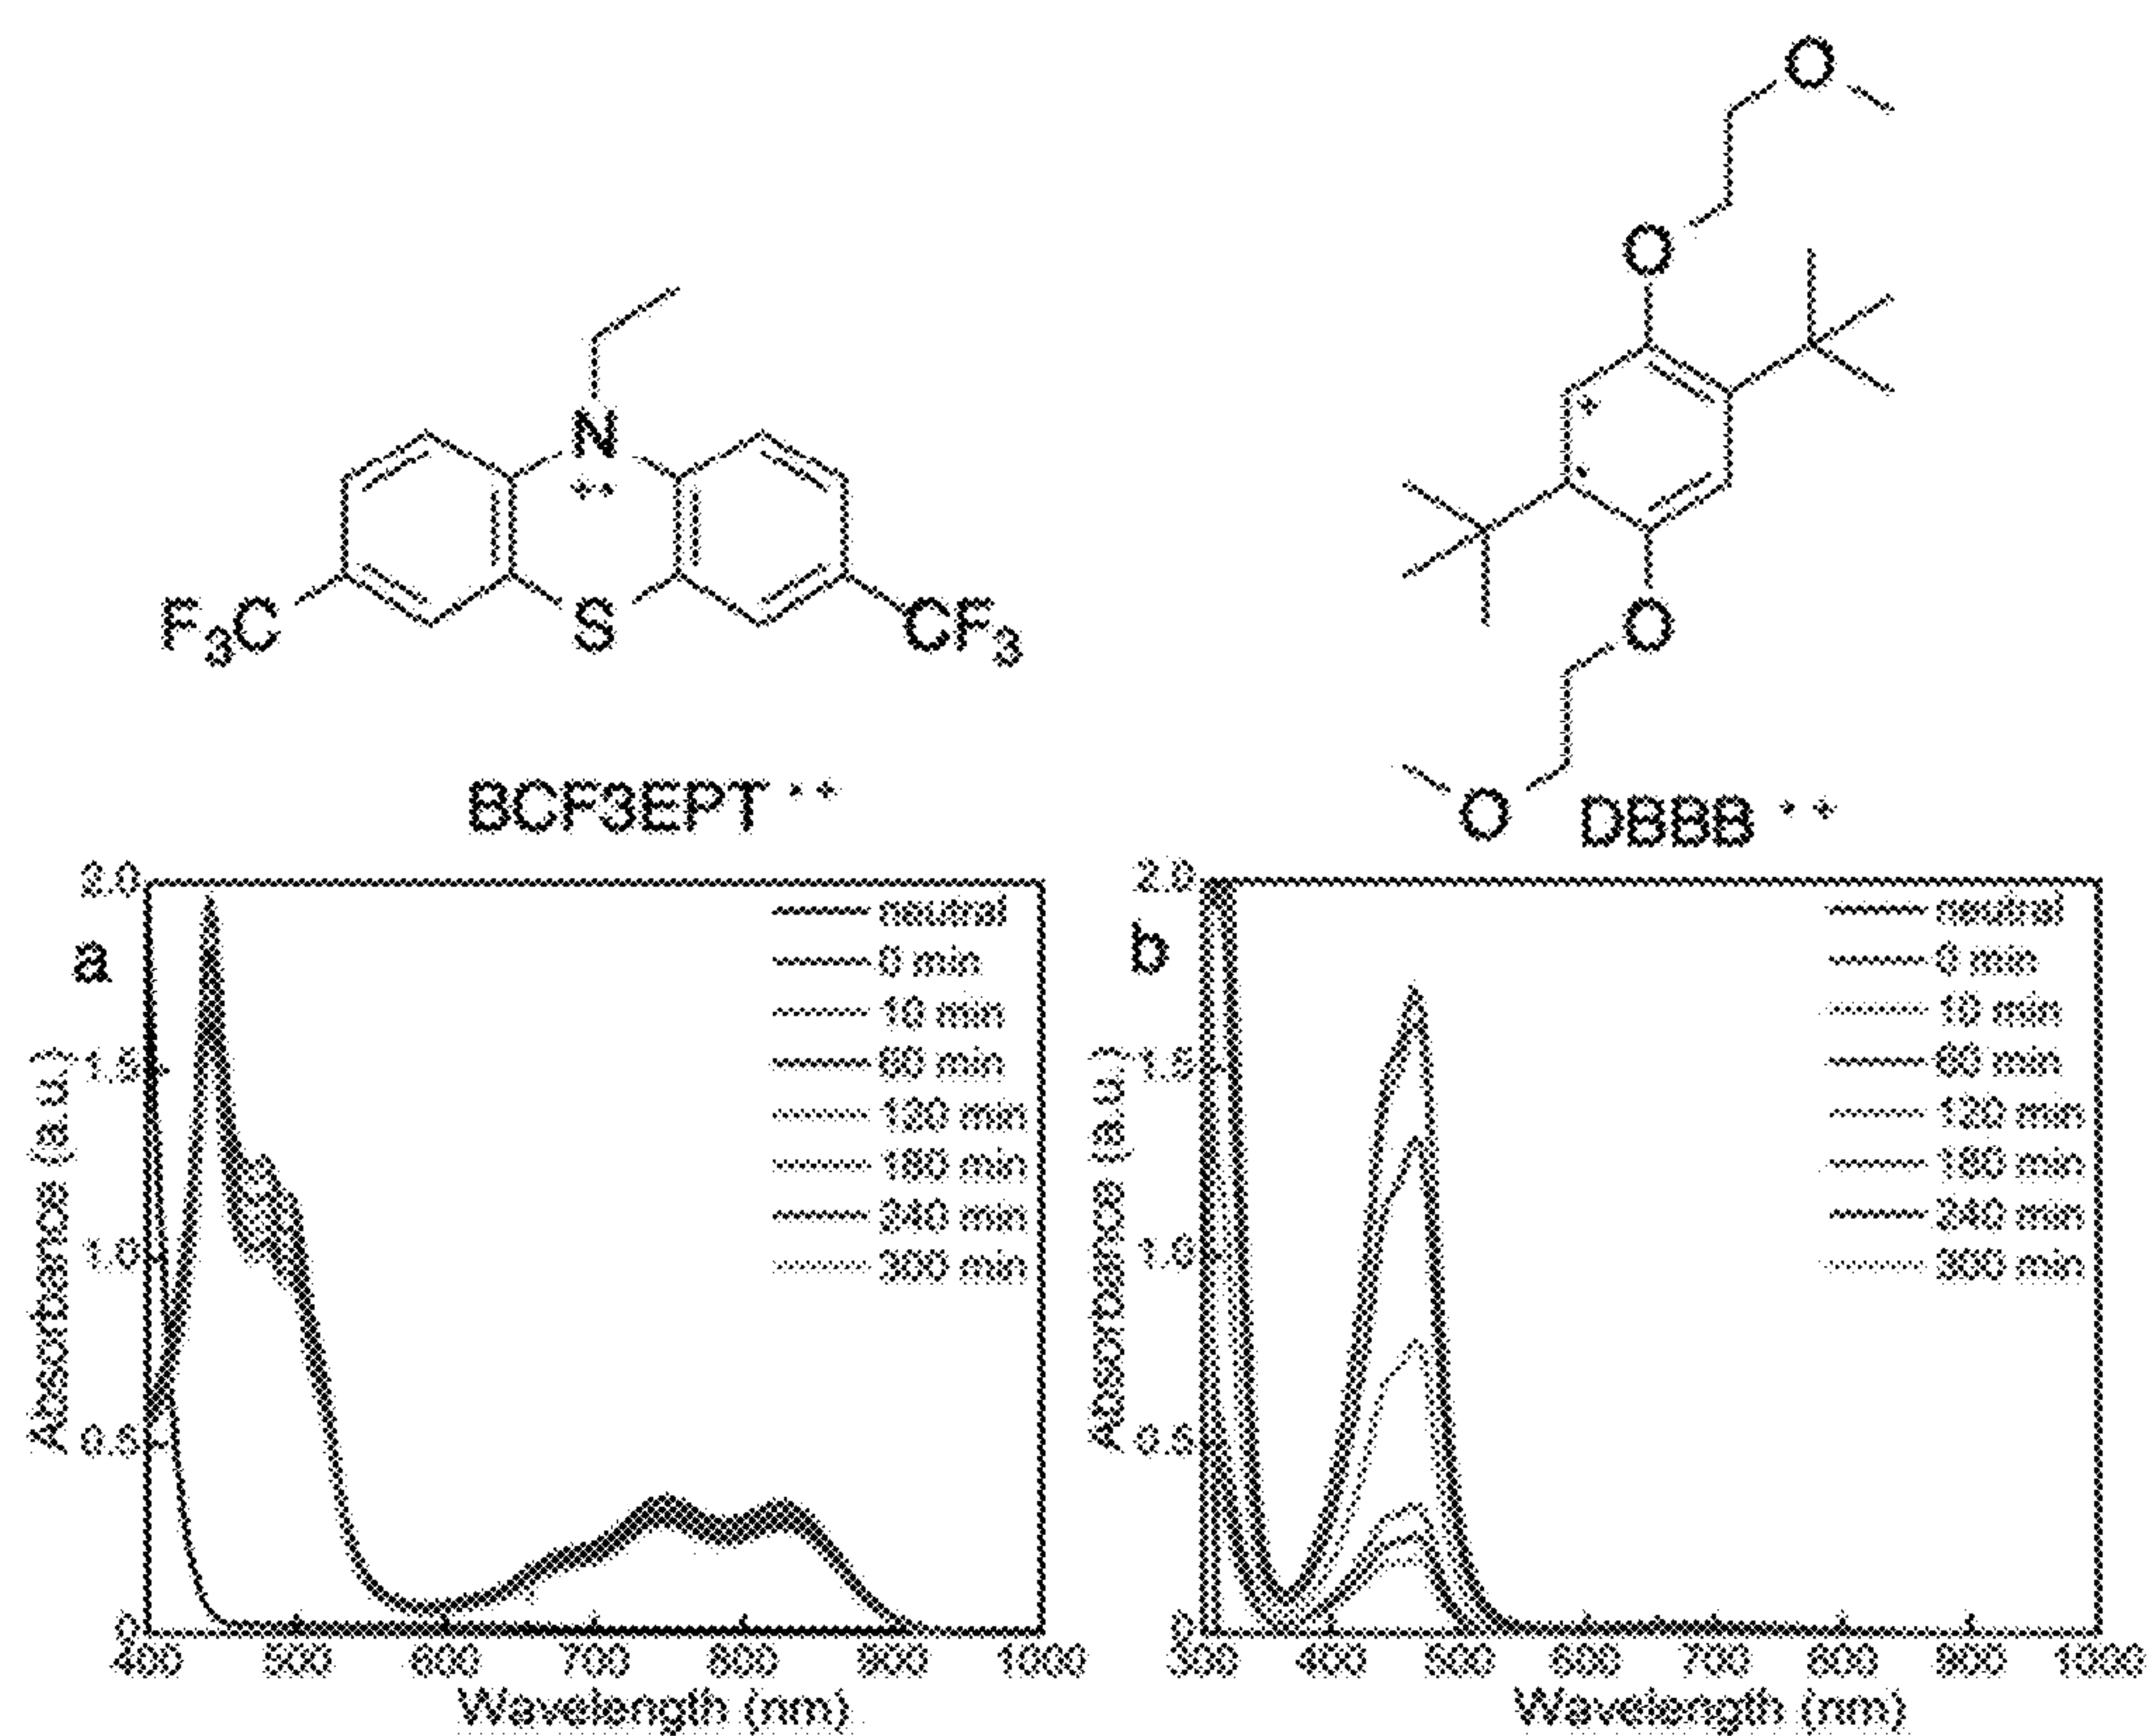 O
O
N
+•
F3C
S
CF3
+
•
O
O
BCF3EPT •+
DBBB •+
a
2.0
1.5
1.0
0.5
0
Absorbance (a.u.)
neutral
0 min
10 min
60 min
120 min
180 min
240 min
300 min
400 500 600 700 800 900 1000
Wavelength (nm)
b
2.0
1.5
1.0
0.5
0
Absorbance (a.u.)
neutral
0 min
10 min
60 min
120 min
180 min
240 min
300 min
300 400 500 600 700 800 900 1000
Wavelength (nm)